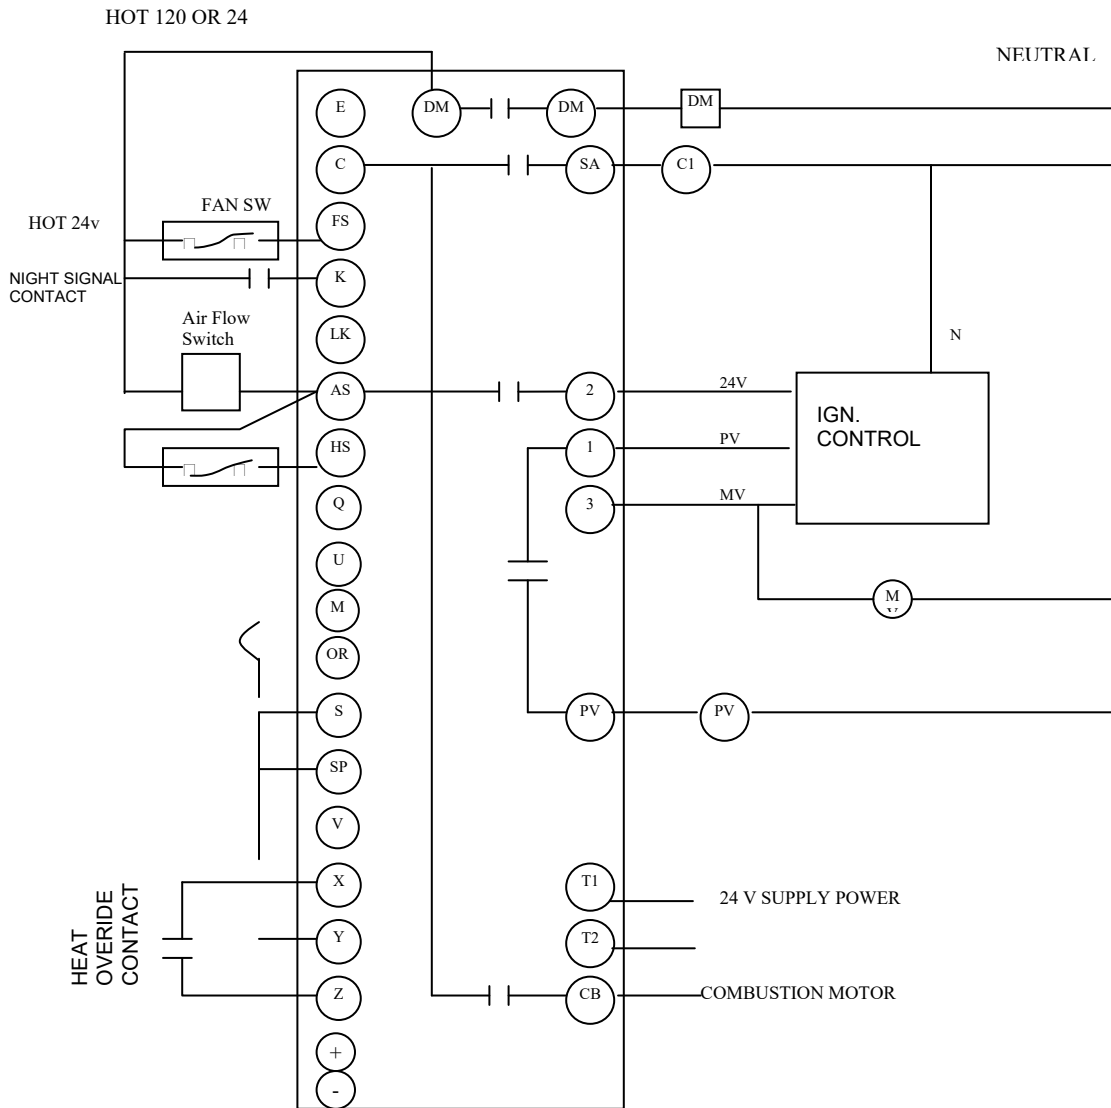 HOT 120 OR 24
NEUTRAL
E
DM
DM
DM
C
SA
C1
FAN SW
HOT 24v
FS
NIGHT SIGNAL
CONTACT
K
Air Flow
Switch
LK
N
AS
2
24V
IGN.
CONTROL
HS
1
PV
Q
3
MV
U
M
M
V
OR
S
PV
PV
SP
V
HEAT
OVERIDE
CONTACT
X
T1
24 V SUPPLY POWER
Y
T2
Z
CB
COMBUSTION MOTOR
+
-